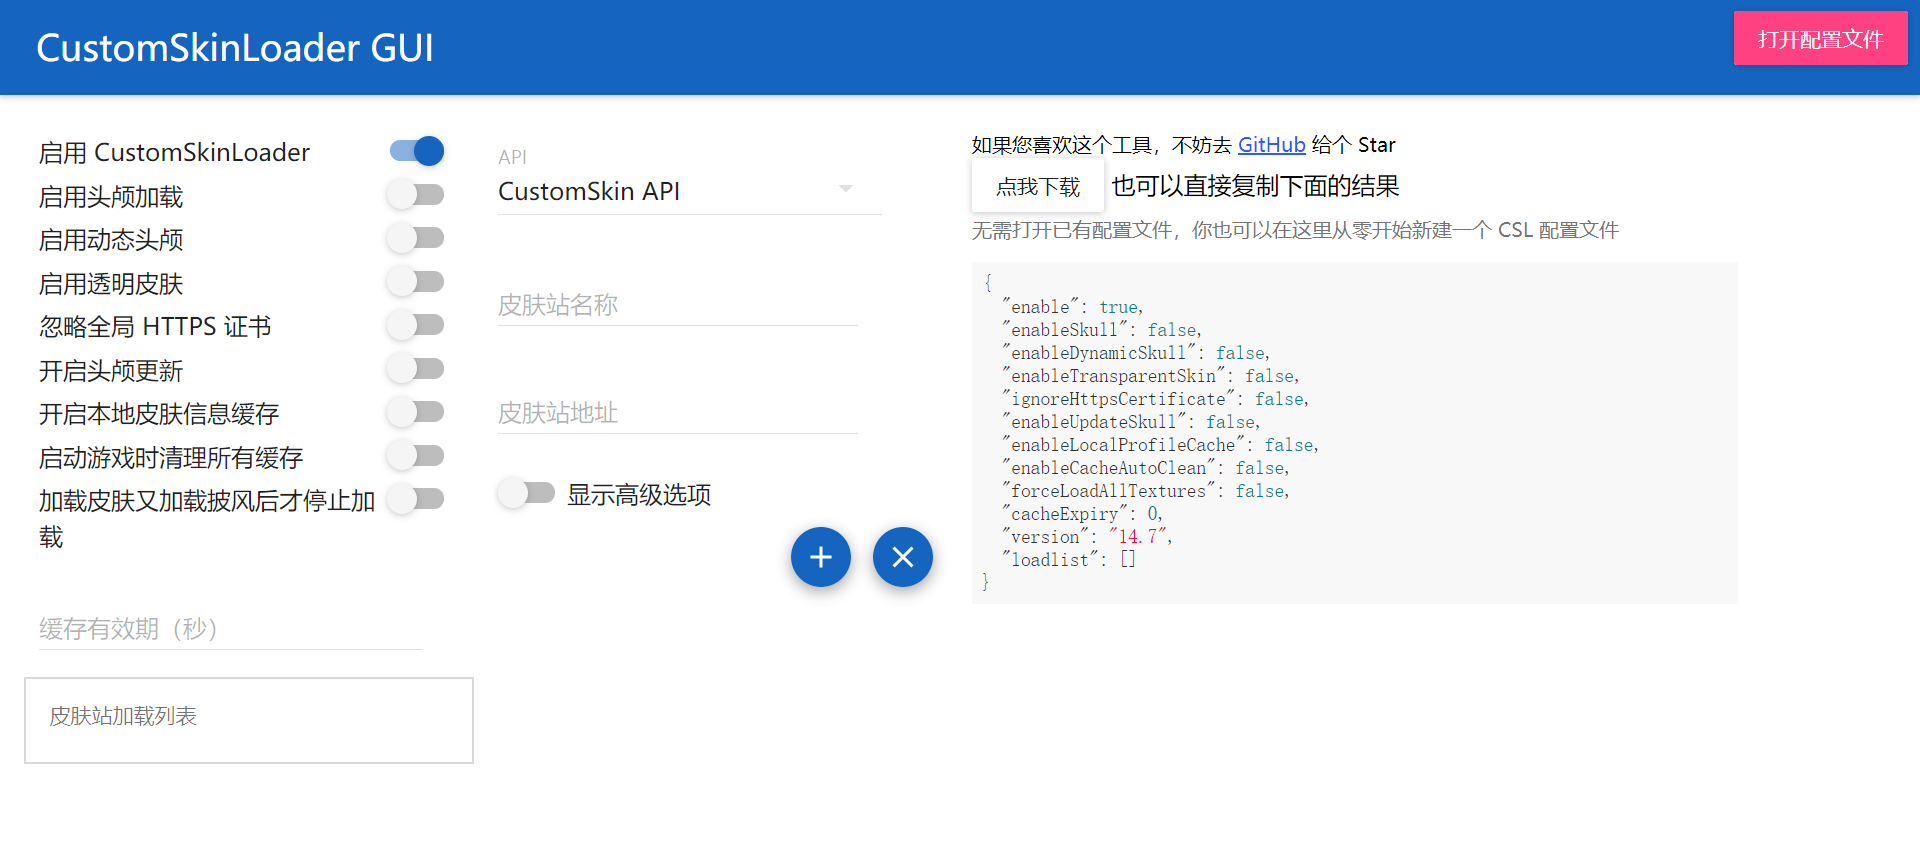 CustomSkinLoader GUI
打开配置文件
启用 CustomSkinLoader
启用头颅加载
启用动态头颅
启用透明皮肤
忽略全局 HTTPS 证书
开启头颅更新
开启本地皮肤信息缓存
启动游戏时清理所有缓存
加载皮肤又加载披风后才停止加
载
缓存有效期（秒）
皮肤站加载列表
API
CustomSkin API
皮肤站名称
皮肤站地址
显示高级选项
如果您喜欢这个工具，不妨去 GitHub 给个 Star
点我下载 也可以直接复制下面的结果
无需打开已有配置文件，你也可以在这里从零开始新建一个 CSL 配置文件
{
  "enable": true,
  "enableSkull": false,
  "enableDynamicSkull": false,
  "enableTransparentSkin": false,
  "ignoreHttpsCertificate": false,
  "enableUpdateSkull": false,
  "enableLocalProfileCache": false,
  "enableCacheAutoClean": false,
  "forceLoadAllTextures": false,
  "cacheExpiry": 0,
  "version": "14.7",
  "loadlist": []
}